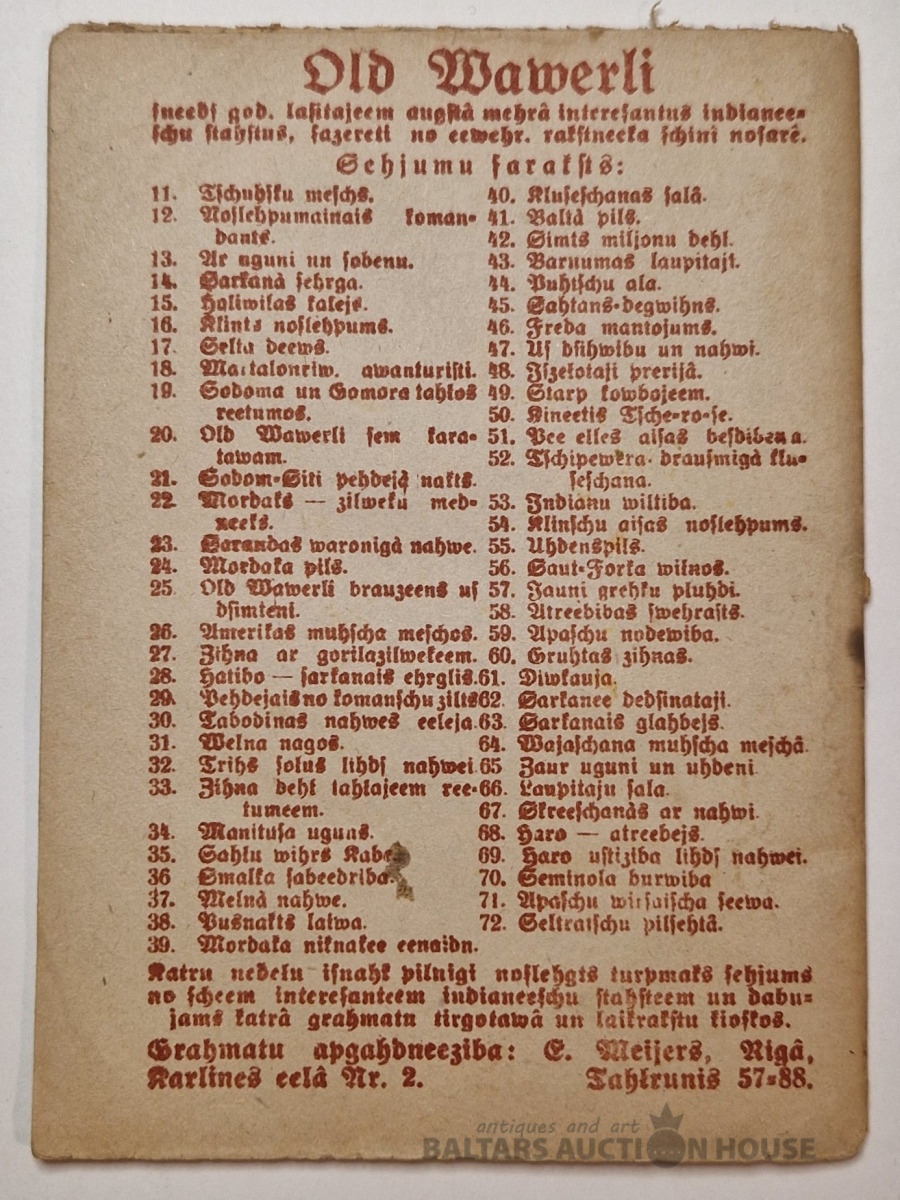 Old Wawerli
sneeds god. lasitajeem augstâ mehrâ interesantus indianee-
schu stahstus, sazereti no eewehr. rakstneeka schinî nosarê.
Sehjumu saraksts:
11. Tschuhsku meschs.
12. Noslehpumainais koman-
dants.
13. Ar uguni un sobenu.
14. Sarkanâ sehrga.
15. Haliwilas kalejs.
16. Klints noslehpums.
17. Selta deews.
18. awanturisti.
19. Sodoma un Gomora tahlos
reetumos.
20. Old Wawerli sem kara-
tawam.
21. Sodom-Siti pehdejâ nakts.
22. Mordaks — zilweku med-
neeks.
23. Sarandas waronigâ nahwe.
24. Mordaka pils.
25. Old Wawerli brauzeens us
dsimteni.
26. Amerikas muhscha meschos.
27. Zihna ar gorilazilwekeem.
28. Hatibo — sarkanais ehrglis.
29. Pehdejais no komanschu zilts
30. Tabodinas nahwes eeleja.
31. Welna nagos.
32. Trihs solus lihds nahwei
33. Zihna dehl tahlajeem ree-
tumeem.
34. Manitusa uguns.
35. Sahlu wihrs
36 Smalka sabeedriba.
37. Melnâ nahwe.
38. Pusnakts laiwa.
39. Mordaka niknakee eenaidn.
40. Kluseschanas salâ.
41. Baltâ pils.
42. Simts miljonu dehl.
43. Barnumas laupitaji.
44. Puhtschu ala.
45. Sahtans-degwihns.
46. Freda mantojums.
47. Us dsihwibu un nahwi.
48. Iszelotaji prerijâ.
49. Starp kowbojeem.
50. Kineetis Tsche-ro-se.
51. Pee elles aisas besdibena.
52. Tschipewera drausmigâ klu-
seschana.
53. Indianu wiltiba.
54. Klinschu aisas noslehpums.
55. Uhdenspils.
56. Saut-Forka wilnos.
57. Jauni grehku pluhdi.
58. Atreebibas swehrasts.
59. Apaschu nodewiba.
60. Gruhtas zihnas.
61. Diwkauja.
62. Sarkanee dedsinataji.
63. Sarkanais glahbejs.
64. Wajaschana muhscha meschâ.
65 Zaur uguni un uhdeni
66. Laupitaju sala.
67. Skreeschanâs ar nahwi.
68. Haro — atreebejs.
69. Haro ustiziba lihds nahwei.
70. Seminola burwiba
71. Apaschu wirsaischa seewa.
72. Seltraischu pilsehtâ.
Katru nedelu isnahk pilnigi noslehgts turpmaks sehjums
no scheem interesanteem indianeeschu stahsteem un dabu-
jams katrâ grahmatu tirgotawâ un laikrakstu kioskos.
Grahmatu apgahdneeziba: E. Meijers, Rigâ,
Karlines eelâ Nr. 2. Tahlrunis 57-88.
antiques and art
BALTARS AUCTION HOUSE